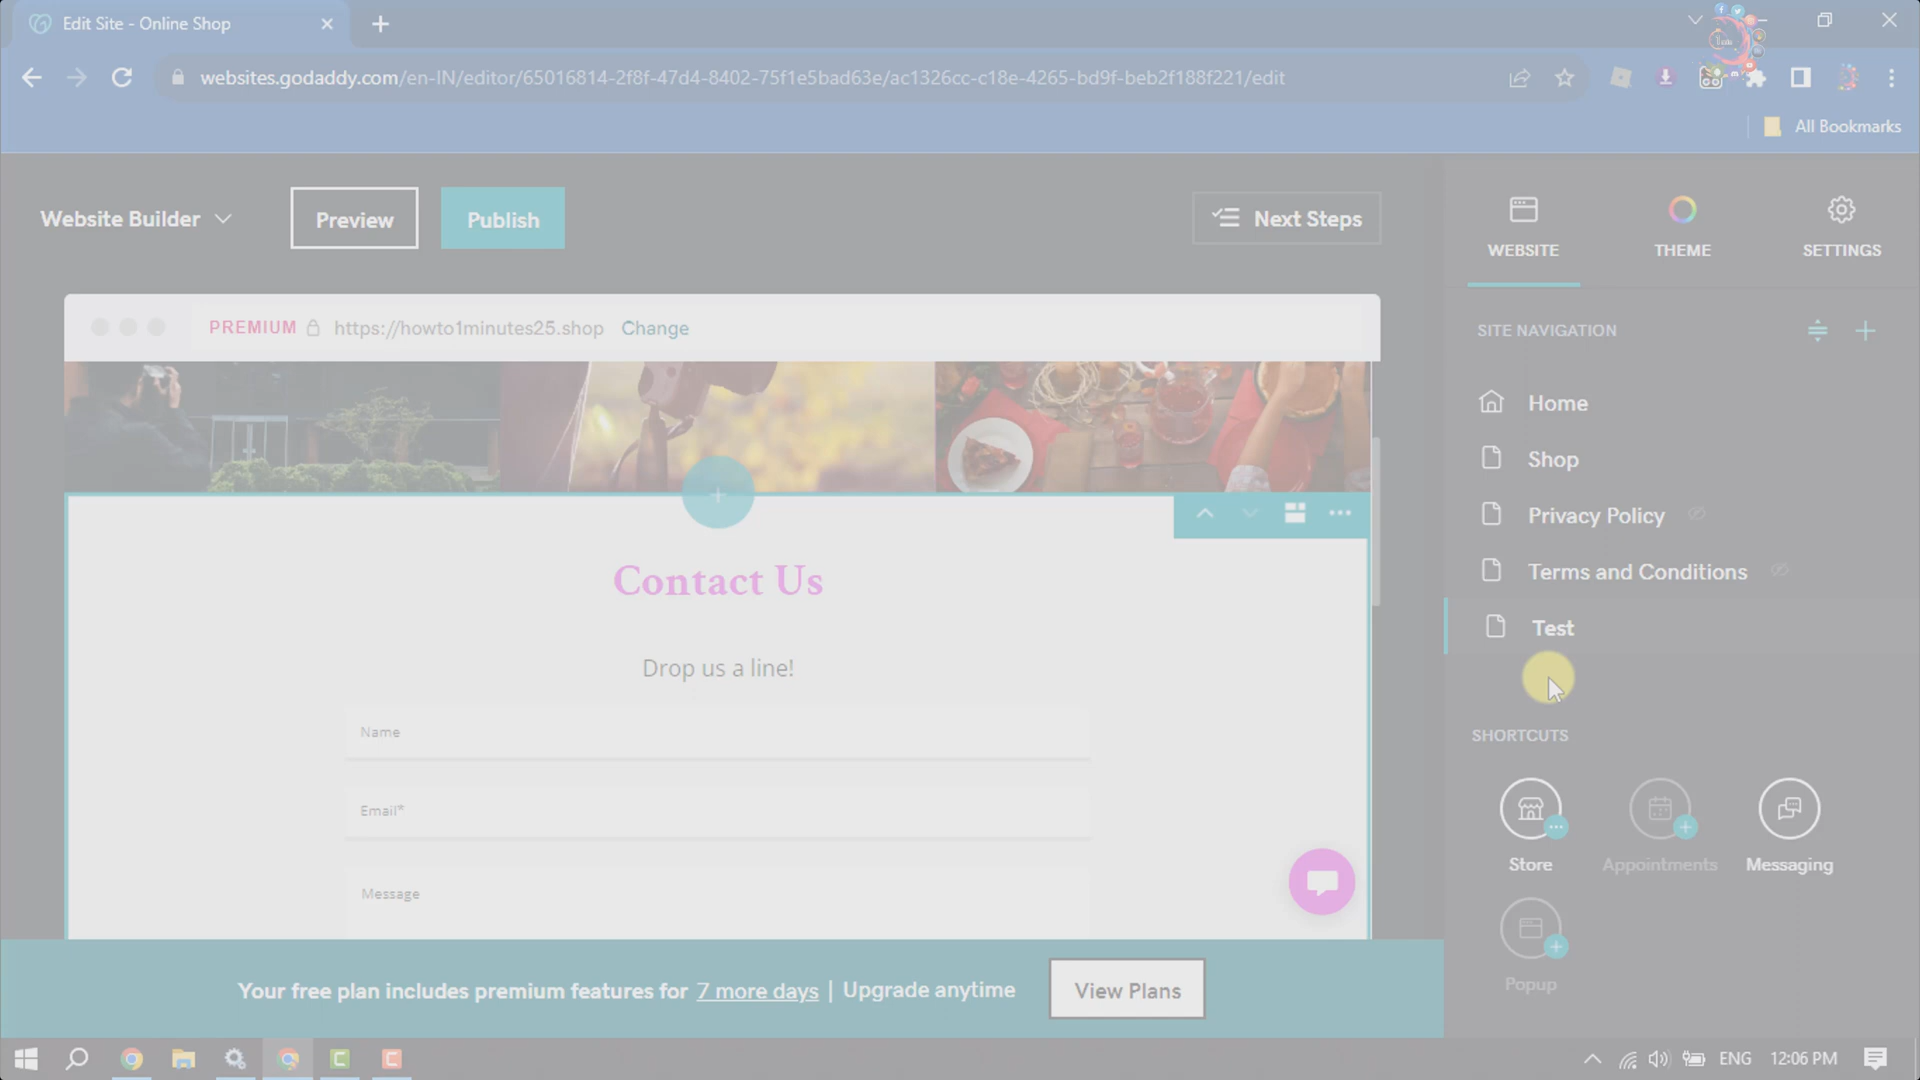 Edit Site - Online Shop
websites.godaddy.com/en-IN/editor/65016814-2f8f-47d4-8402-75f1e5bad63e/ac1326cc-c18e-4265-bd9f-beb2f188f221/edit
All Bookmarks
Website Builder
Preview
Publish
Next Steps
WEBSITE
THEME
SETTINGS
PREMIUM https://howto1minutes25.shop Change
SITE NAVIGATION
Home
Shop
Privacy Policy
Terms and Conditions
Test
Contact Us
Drop us a line!
Name
Email*
Message
SHORTCUTS
Store
Appointments
Messaging
Popup
Your free plan includes premium features for 7 more days | Upgrade anytime
View Plans
ENG
12:06 PM